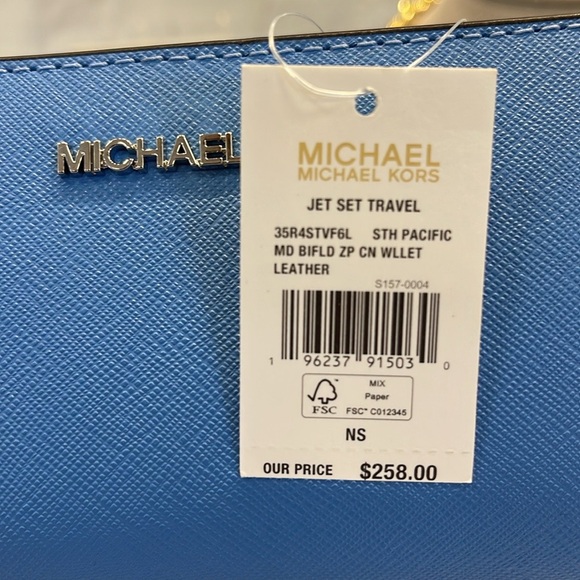 MICHAEL
MICHAEL
MICHAEL KORS
JET SET TRAVEL
35R4STVF6L STH PACIFIC
MD BIFLD ZP CN WLLET
LEATHER
S157-0004
1 96237 91503 0
FSC
MIX
Paper
FSC™ C012345
NS
OUR PRICE $258.00